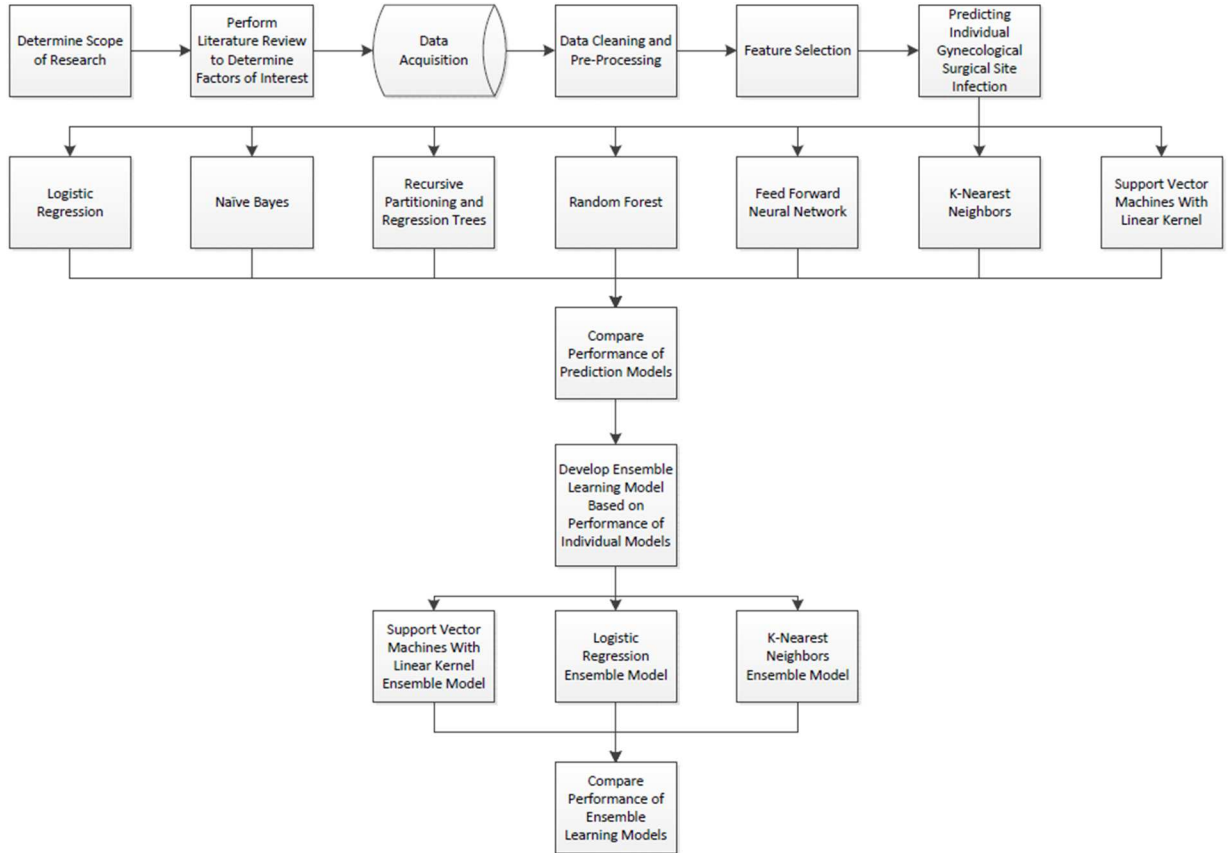 Determine Scope
of Research
Perform
Literature Review
to Determine
Factors of Interest
Data
Acquisition
Data Cleaning and
Pre-Processing
Feature Selection
Predicting
Individual
Gynecological
Surgical Site
Infection
Logistic
Regression
Naïve Bayes
Recursive
Partitioning and
Regression Trees
Random Forest
Feed Forward
Neural Network
K-Nearest
Neighbors
Support Vector
Machines With
Linear Kernel
Compare
Performance of
Prediction Models
Develop Ensemble
Learning Model
Based on
Performance of
Individual Models
Support Vector
Machines With
Linear Kernel
Ensemble Model
Logistic
Regression
Ensemble Model
K-Nearest
Neighbors
Ensemble Model
Compare
Performance of
Ensemble
Learning Models